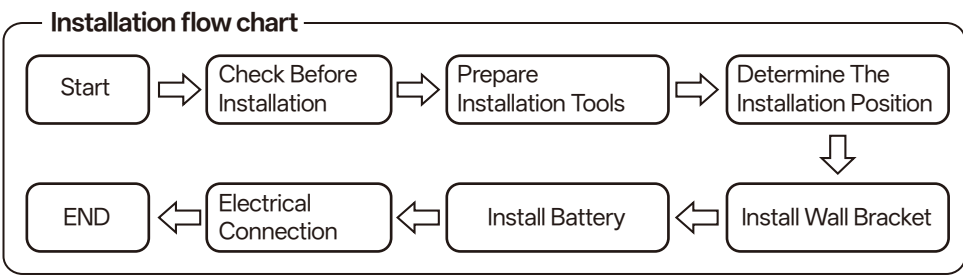 Installation flow chart
Start
Check Before
Installation
Prepare
Installation Tools
Determine The
Installation Position
Install Wall Bracket
Install Battery
Electrical
Connection
END